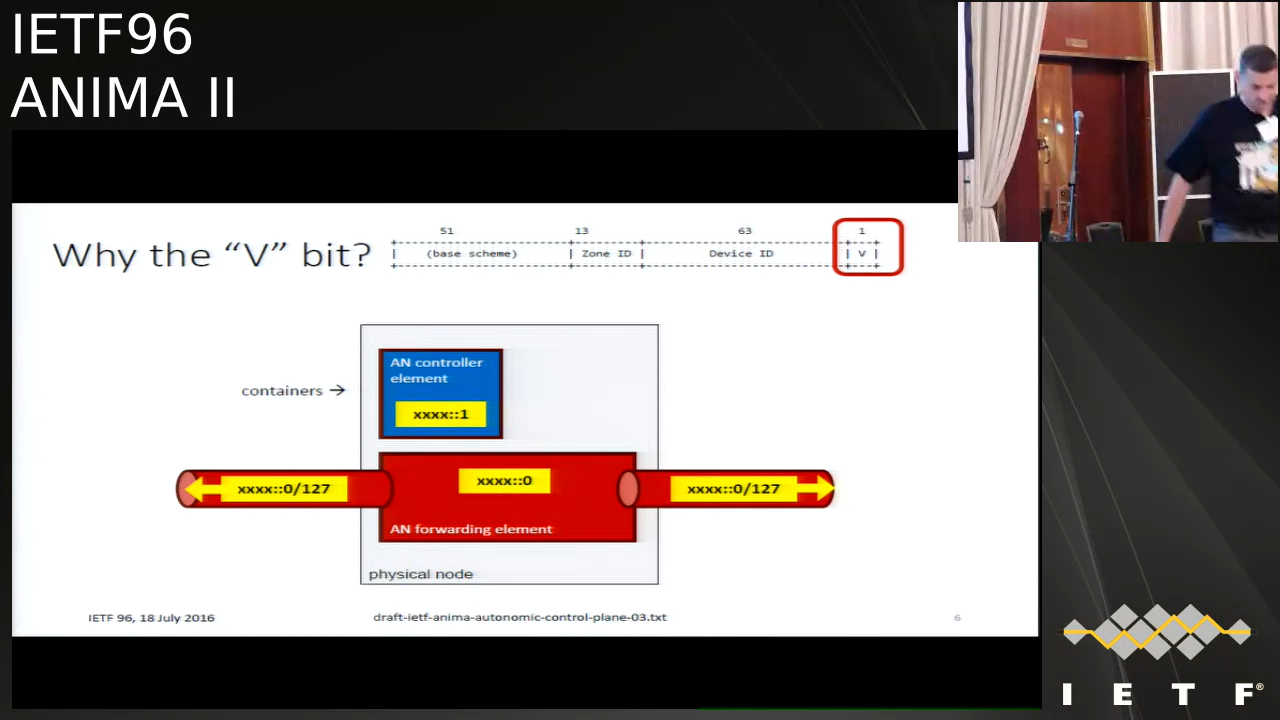 IETF96
ANIMA II
Why the “V” bit?
51 13 63 1
(base scheme) | Zone ID | Device ID | V |
AN controller
element
containers →
xxxx::1
xxxx::0/127
xxxx::0
xxxx::0/127
AN forwarding element
physical node
IETF 96, 18 July 2016
draft-ietf-anima-autonomic-control-plane-03.txt
6
I E T F®